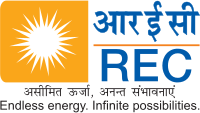 आर ई सी
REC
असीमित ऊर्जा, अनन्त संभावनाएं
Endless energy. Infinite possibilities.